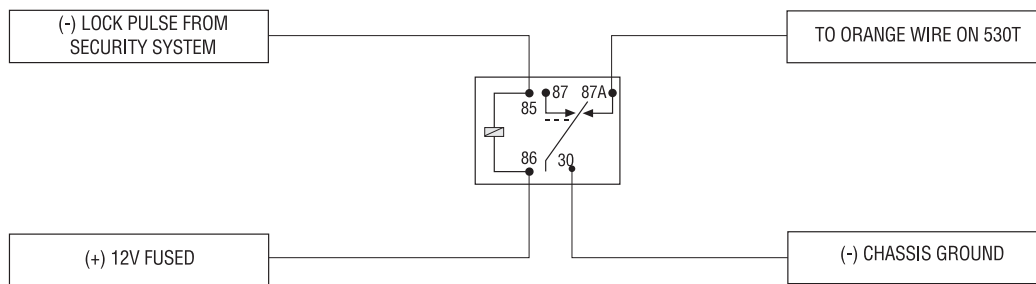 (-) LOCK PULSE FROM
SECURITY SYSTEM
TO ORANGE WIRE ON 530T
87 87A
85
86
30
(+) 12V FUSED
(-) CHASSIS GROUND